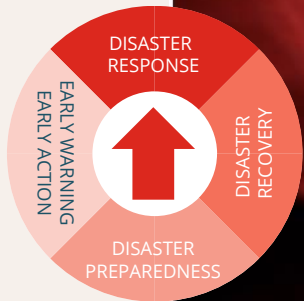 DISASTER
RESPONSE
DISASTER
RECOVERY
DISASTER
PREPAREDNESS
EARLY WARNING
EARLY ACTION